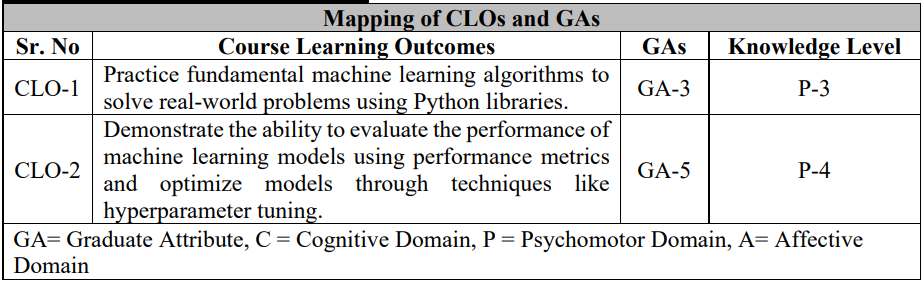 Mapping of CLOs and GAs
Sr. No Course Learning Outcomes GAs Knowledge Level
CLO-1 Practice fundamental machine learning algorithms to solve real-world problems using Python libraries. GA-3 P-3
CLO-2 Demonstrate the ability to evaluate the performance of machine learning models using performance metrics and optimize models through techniques like hyperparameter tuning. GA-5 P-4
GA= Graduate Attribute, C = Cognitive Domain, P = Psychomotor Domain, A= Affective
Domain